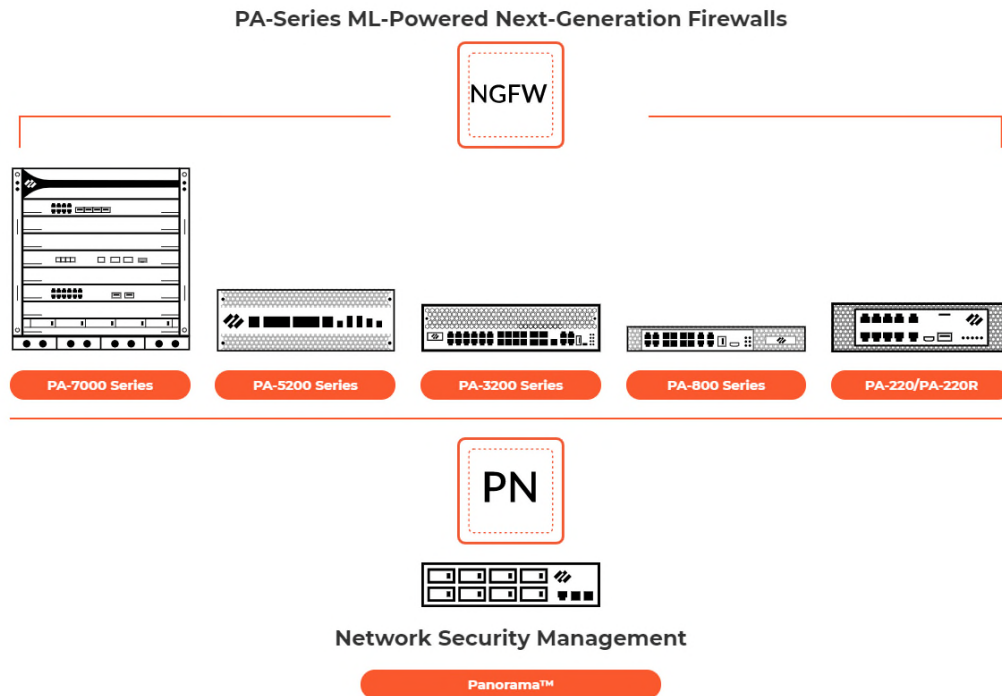 PA-Series ML-Powered Next-Generation Firewalls
NGFW
PA-7000 Series
PA-5200 Series
PA-3200 Series
PA-800 Series
PA-220/PA-220R
PN
Network Security Management
Panorama™